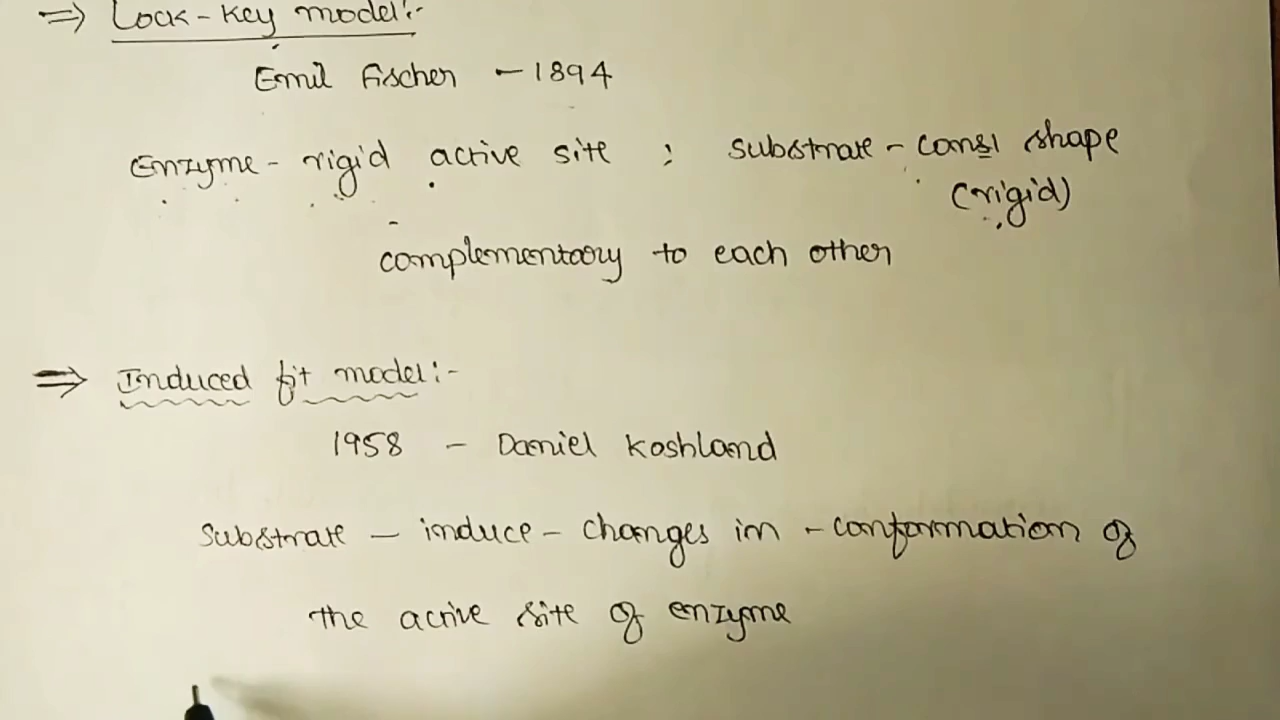 ⇒ Lock-Key model:-
Emil Fischer - 1894
Enzyme - rigid active site ; substrate - const shape
(rigid)
complementary to each other
⇒ Induced fit model:-
1958 - Daniel Koshland
Substrate - induce - changes in - conformation of
the active site of enzyme